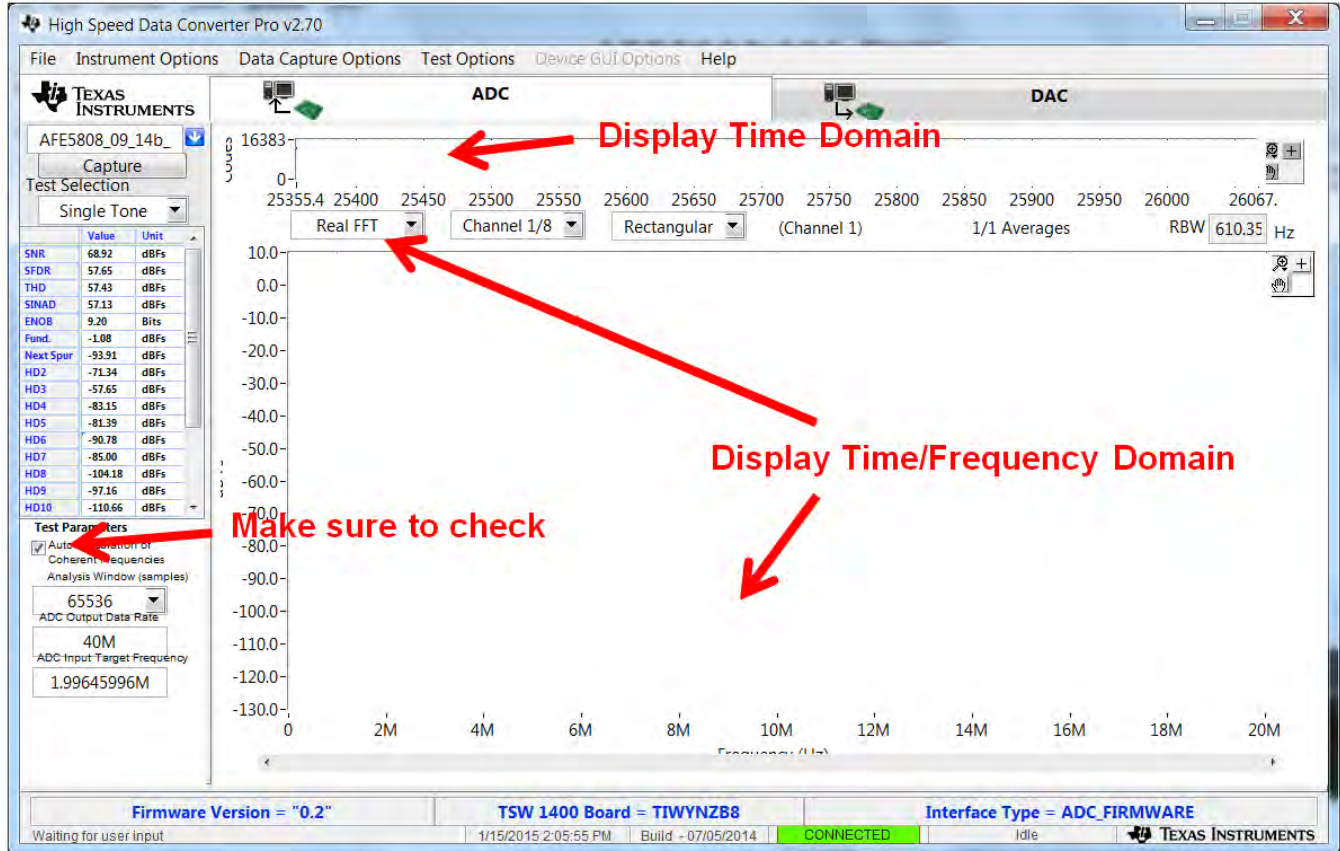 High Speed Data Converter Pro v2.70
File Instrument Options Data Capture Options Test Options Device GUI Options Help
TEXAS INSTRUMENTS
ADC
DAC
AFE5808_09_14b_
Capture
Test Selection
Single Tone
Value Unit
SNR 68.92 dBFs
SFDR 57.65 dBFs
THD 57.43 dBFs
SINAD 57.13 dBFs
ENOB 9.20 Bits
Fund. -1.08 dBFs
Next Spur -93.91 dBFs
HD2 -71.34 dBFs
HD3 -57.65 dBFs
HD4 -83.15 dBFs
HD5 -81.39 dBFs
HD6 -90.78 dBFs
HD7 -85.00 dBFs
HD8 -104.18 dBFs
HD9 -97.16 dBFs
HD10 -110.66 dBFs
Test Parameters
Auto of
Coherent Frequencies
Analysis Window (samples)
65536
ADC Output Data Rate
40M
ADC Input Target Frequency
1.99645996M
16383
0
Display Time Domain
25355.4 25400 25450 25500 25550 25600 25650 25700 25750 25800 25850 25900 25950 26000 26067.
Real FFT Channel 1/8 Rectangular (Channel 1) 1/1 Averages RBW 610.35 Hz
10.0
0.0
-10.0
-20.0
-30.0
-40.0
-50.0
-60.0
-70.0
-80.0
-90.0
-100.0
-110.0
-120.0
-130.0
Display Time/Frequency Domain
Make sure to check
0 2M 4M 6M 8M 10M 12M 14M 16M 18M 20M
Frequency (Hz)
Firmware Version = "0.2" TSW 1400 Board = TIWYNZB8 Interface Type = ADC_FIRMWARE
Waiting for user input 1/15/2015 2:05:55 PM Build - 07/05/2014 CONNECTED Idle TEXAS INSTRUMENTS